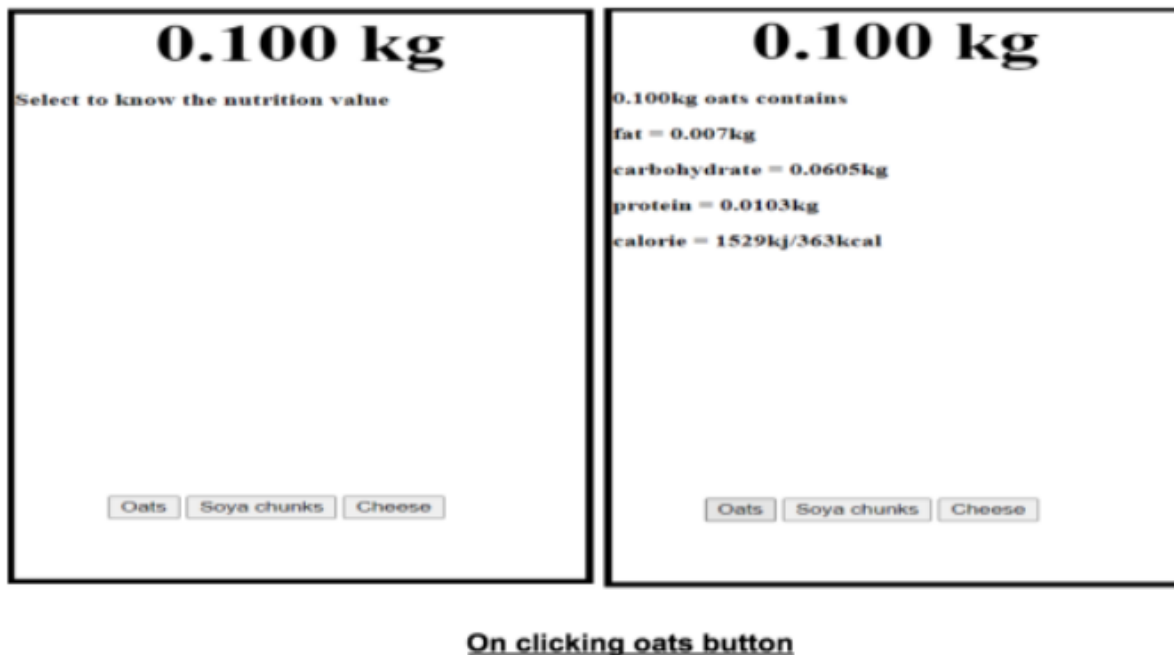 0.100 kg
Select to know the nutrition value
Oats Soya chunks Cheese
0.100 kg
0.100kg oats contains
fat = 0.007kg
carbohydrate = 0.0605kg
protein = 0.0103kg
calorie = 1529kj/363kcal
Oats Soya chunks Cheese
On clicking oats button